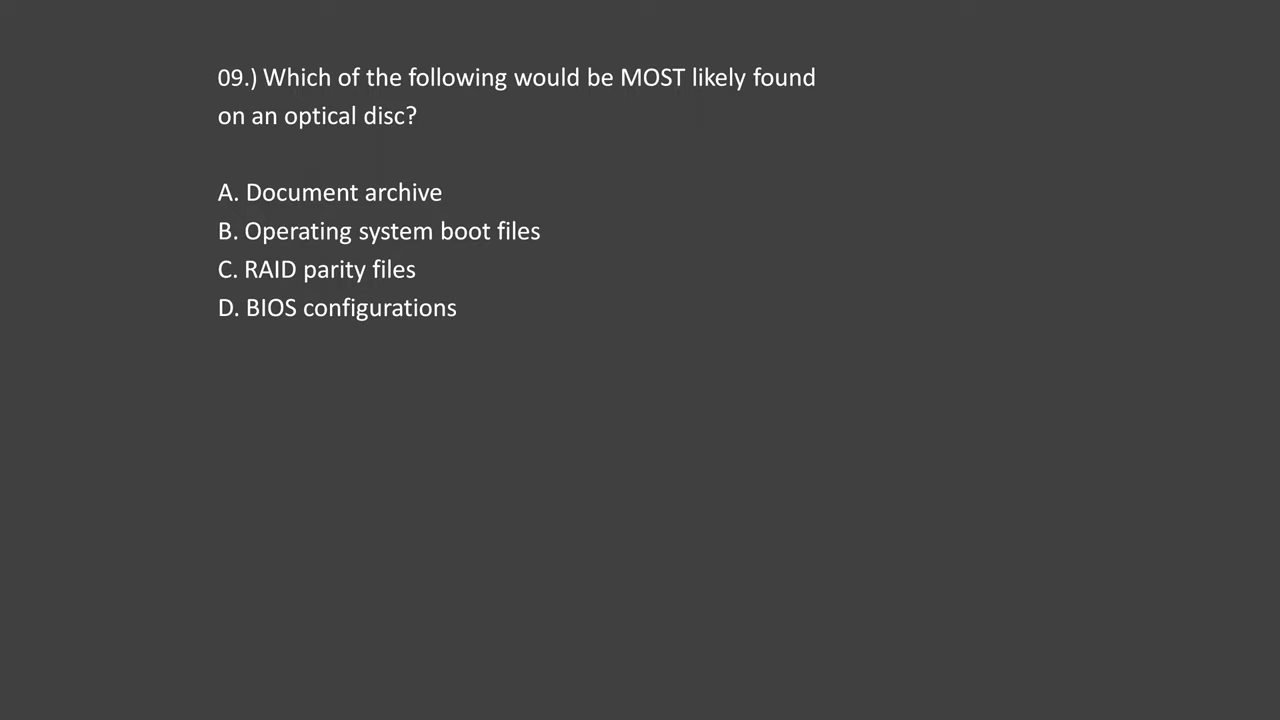 09.) Which of the following would be MOST likely found
on an optical disc?
A. Document archive
B. Operating system boot files
C. RAID parity files
D. BIOS configurations